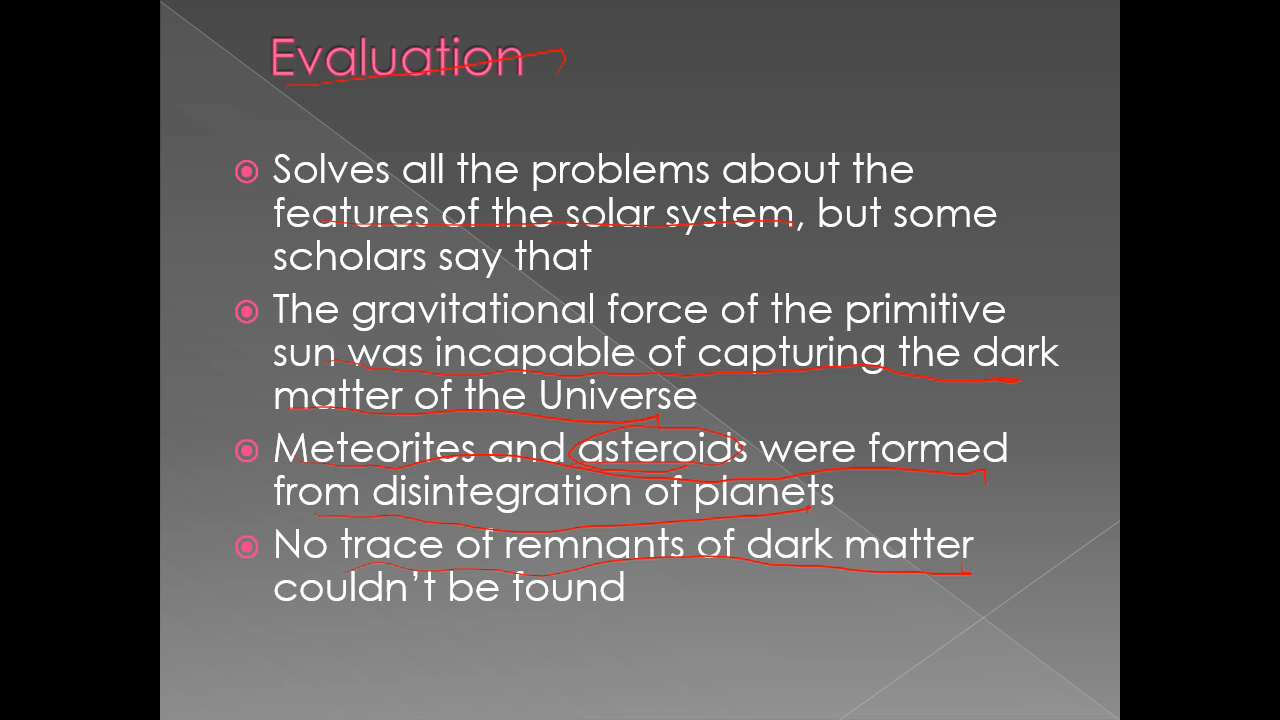 Evaluation
Solves all the problems about the
features of the solar system, but some
scholars say that
The gravitational force of the primitive
sun was incapable of capturing the dark
matter of the Universe
Meteorites and asteroids were formed
from disintegration of planets
No trace of remnants of dark matter
couldn't be found